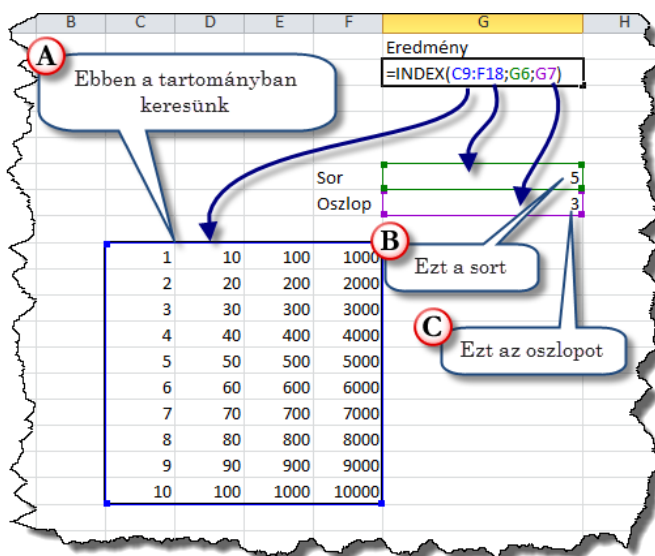 B C D E F G H
Eredmény
=INDEX(C9:F18;G6;G7)
A
Ebben a tartományban
keresünk
Sor 5
Oszlop 3
B
Ezt a sort
C
Ezt az oszlopot
1 10 100 1000
2 20 200 2000
3 30 300 3000
4 40 400 4000
5 50 500 5000
6 60 600 6000
7 70 700 7000
8 80 800 8000
9 90 900 9000
10 100 1000 10000